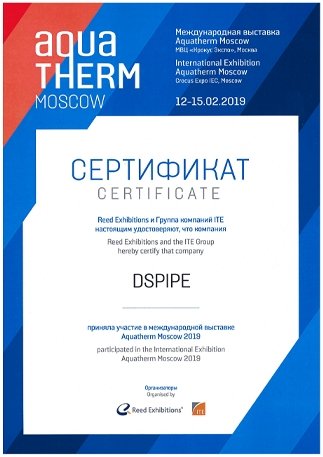 aqua
THERM
MOSCOW
Международная выставка
Aquatherm Moscow
МВЦ «Крокус Экспо», Москва
International Exhibition
Aquatherm Moscow
Crocus Expo IEC, Moscow
12-15.02.2019
СЕРТИФИКАТ
CERTIFICATE
Reed Exhibitions и Группа компаний ITE
настоящим удостоверяют, что компания
Reed Exhibitions and the ITE Group
hereby certify that company
DSPIPE
приняла участие в международной выставке
Aquatherm Moscow 2019
participated in the International Exhibition
Aquatherm Moscow 2019
Организаторы
Organised by
Reed Exhibitions®
ITE